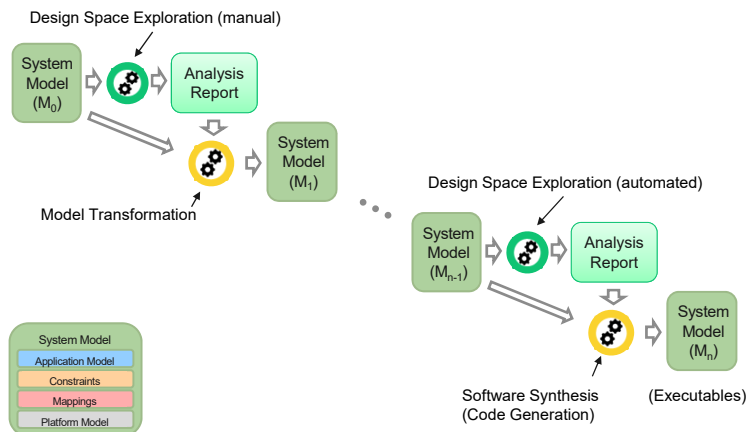 Design Space Exploration (manual)
System
Model
(M0)
Analysis
Report
System
Model
(M1)
Model Transformation
Design Space Exploration (automated)
System
Model
(Mn-1)
Analysis
Report
System
Model
(Mn)
Software Synthesis
(Code Generation)
(Executables)
System Model
Application Model
Constraints
Mappings
Platform Model